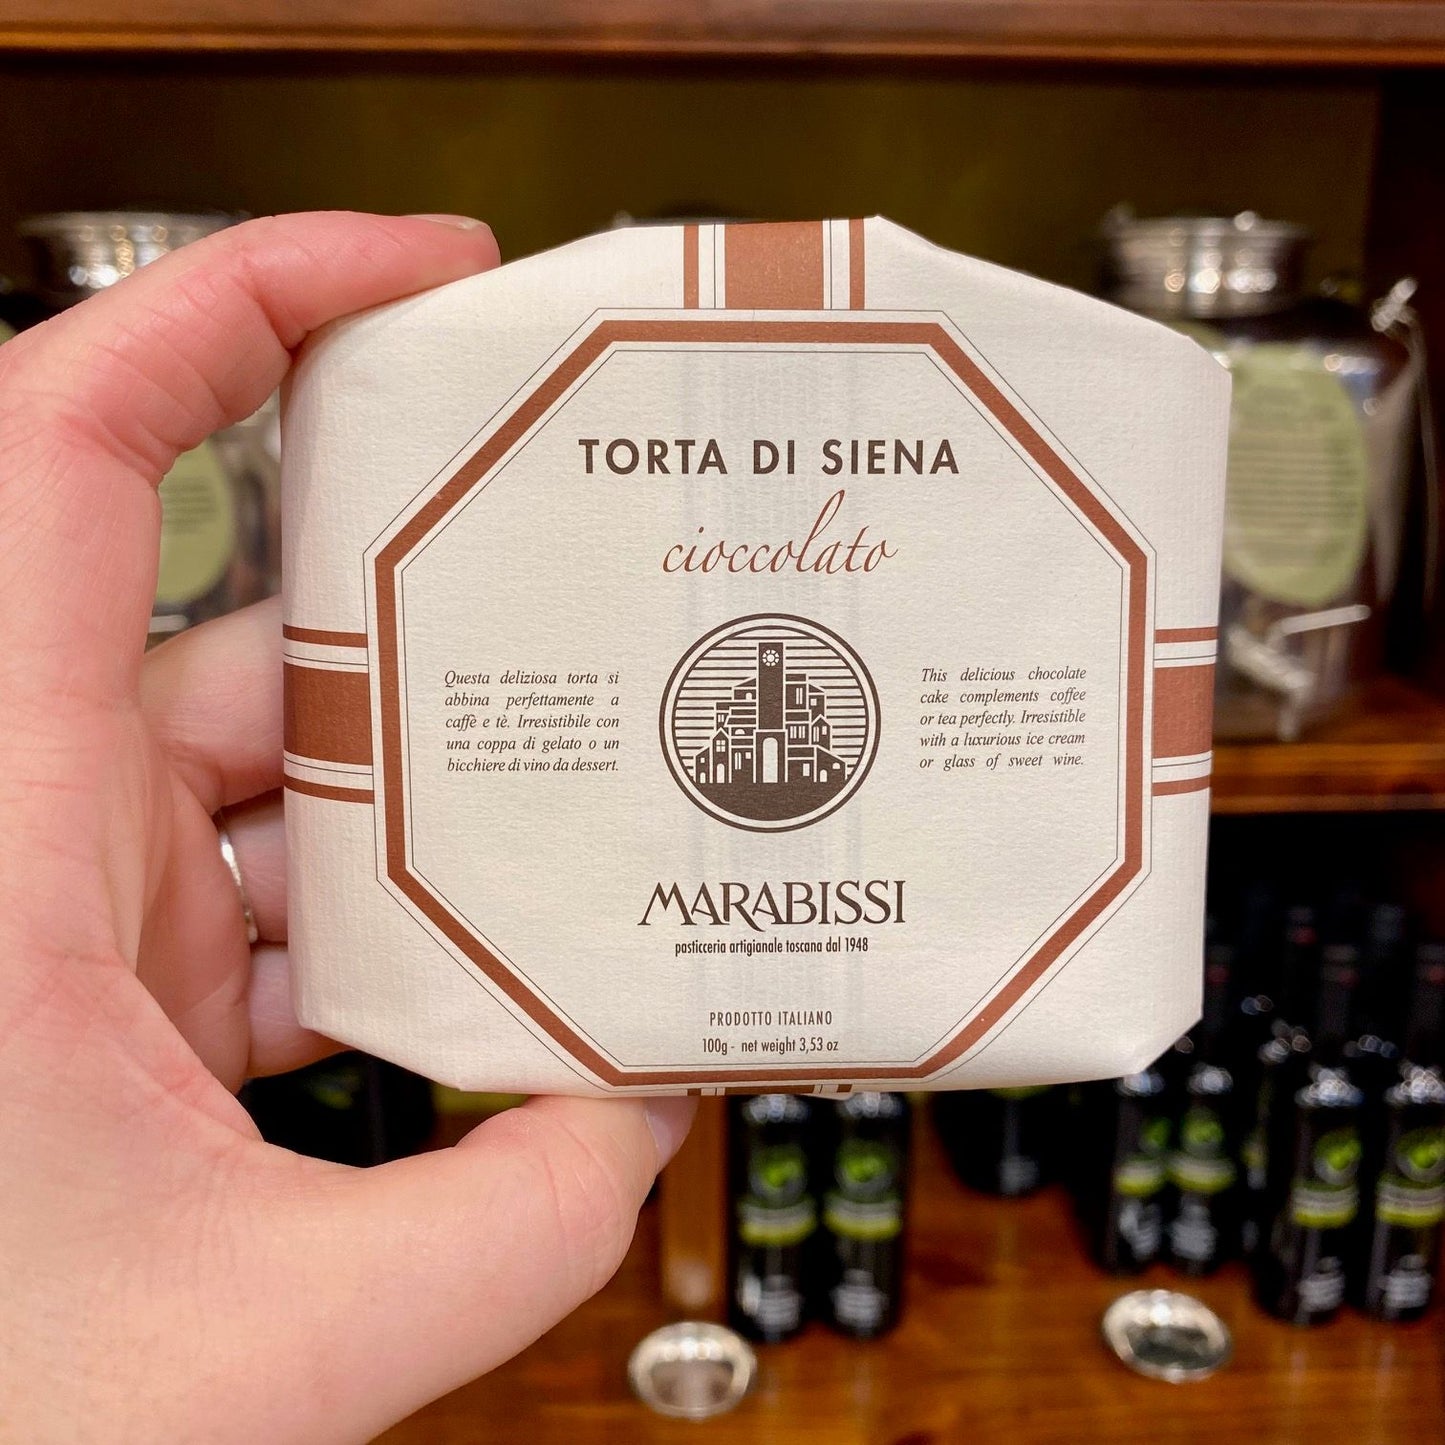 TORTA DI SIENA
cioccolato
Questa deliziosa torta si
abbina perfettamente a
caffè e tè. Irresistibile con
una coppa di gelato o un
bicchiere di vino da dessert.
This delicious chocolate
cake complements coffee
or tea perfectly. Irresistible
with a luxurious ice cream
or glass of sweet wine.
MARABISSI
pasticceria artigianale toscana dal 1948
PRODOTTO ITALIANO
100g - net weight 3,53 oz